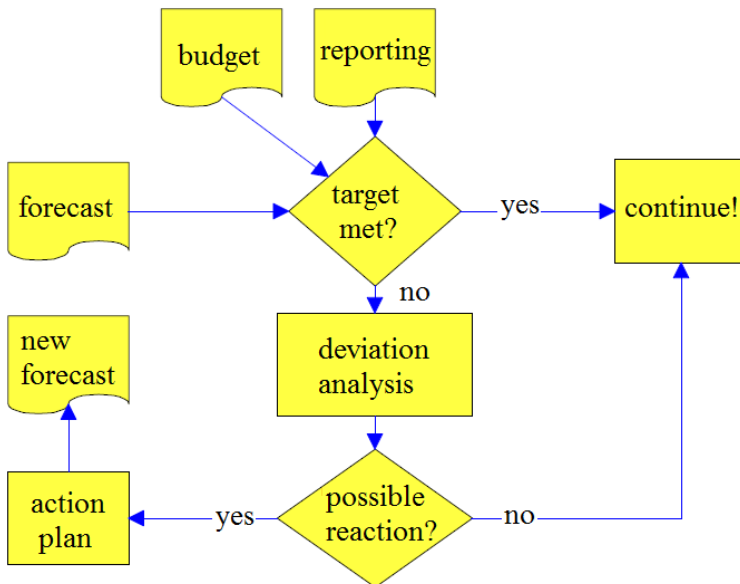 budget
reporting
forecast
target
met?
yes
continue!
no
deviation
analysis
new
forecast
action
plan
yes
possible
reaction?
no